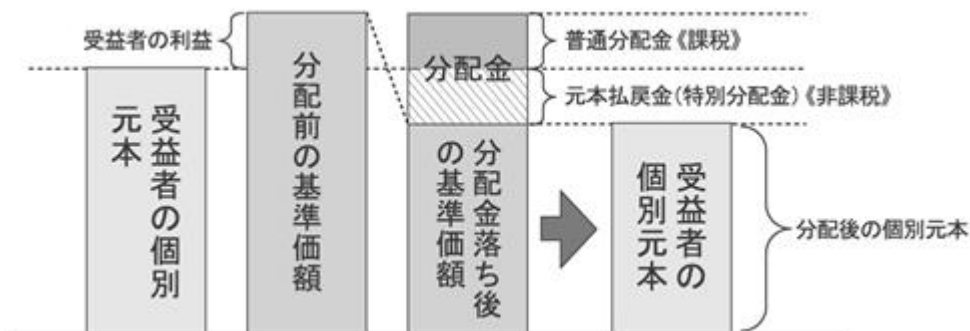 受益者の利益
受益者の個別
元本
分配前の基準価額
分配金
分配金落ち後
の基準価額
普通分配金《課税》
元本払戻金(特別分配金)《非課税》
受益者の
個別元本
分配後の個別元本